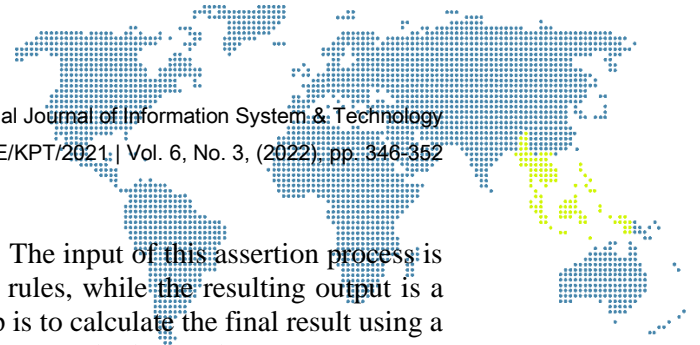 al Journal of Information System & Technology
E/KPT/2021 | Vol. 6, No. 3, (2022), pp. 346-352
The input of this assertion process is
rules, while the resulting output is a
is to calculate the final result using a